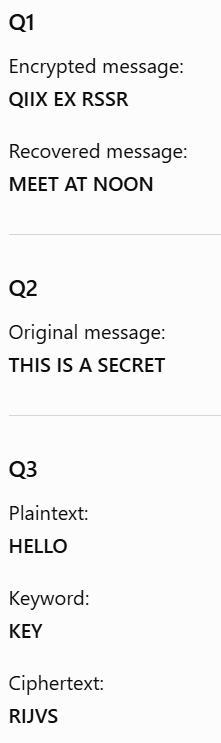 Q1
Encrypted message:
QIIX EX RSSR
Recovered message:
MEET AT NOON
Q2
Original message:
THIS IS A SECRET
Q3
Plaintext:
HELLO
Keyword:
KEY
Ciphertext:
RIJVS